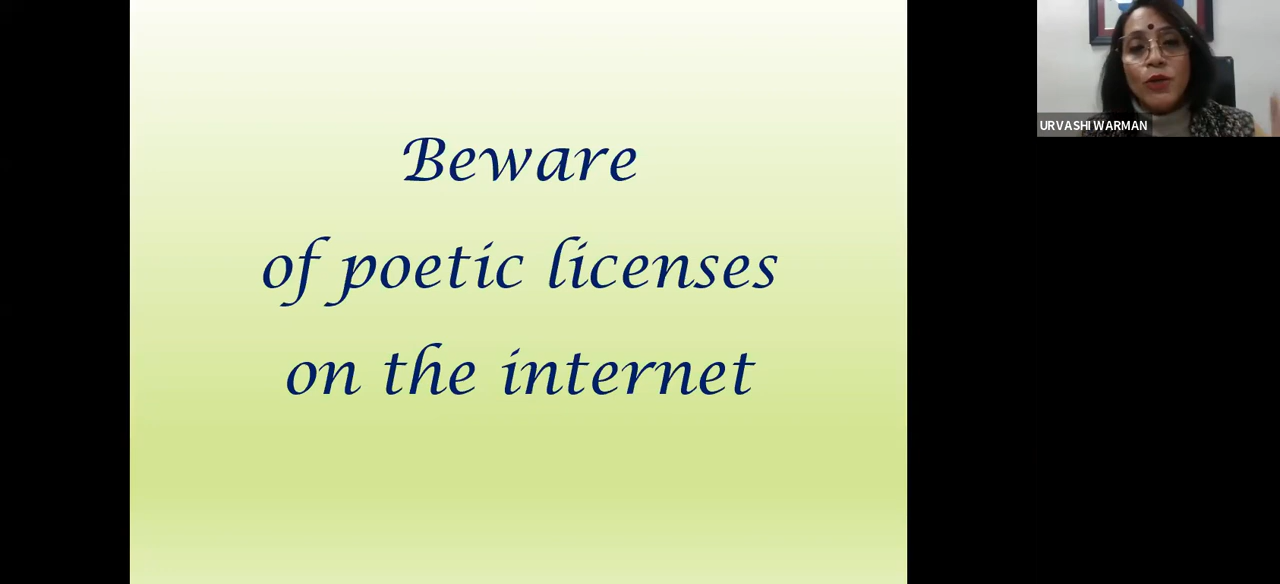 Beware
of poetic licenses
on the internet
URVASHI WARMAN